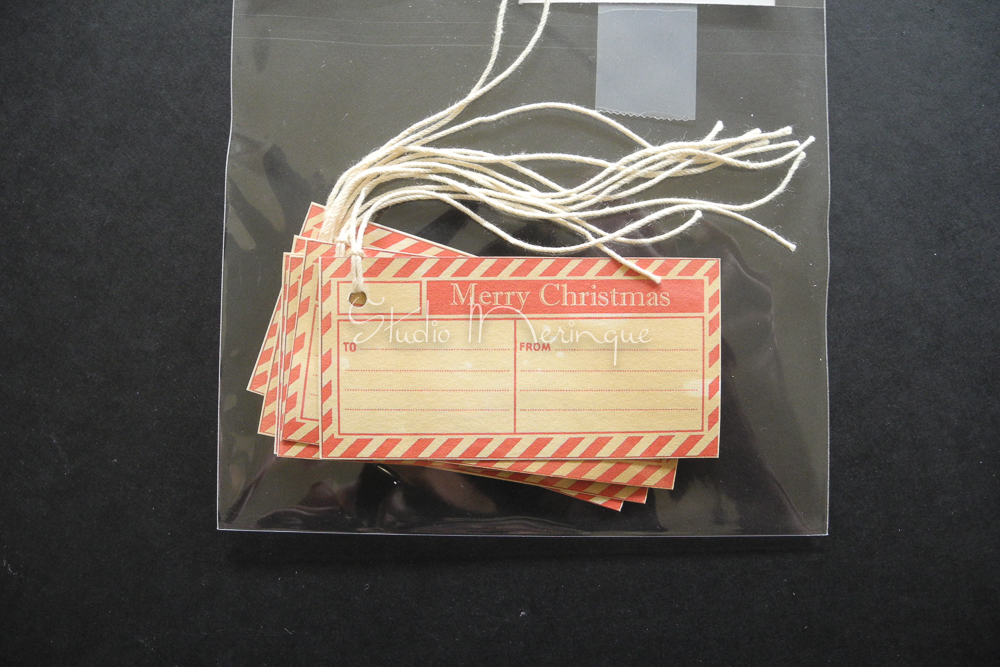 Merry Christmas
Studio Meringue
TO
FROM